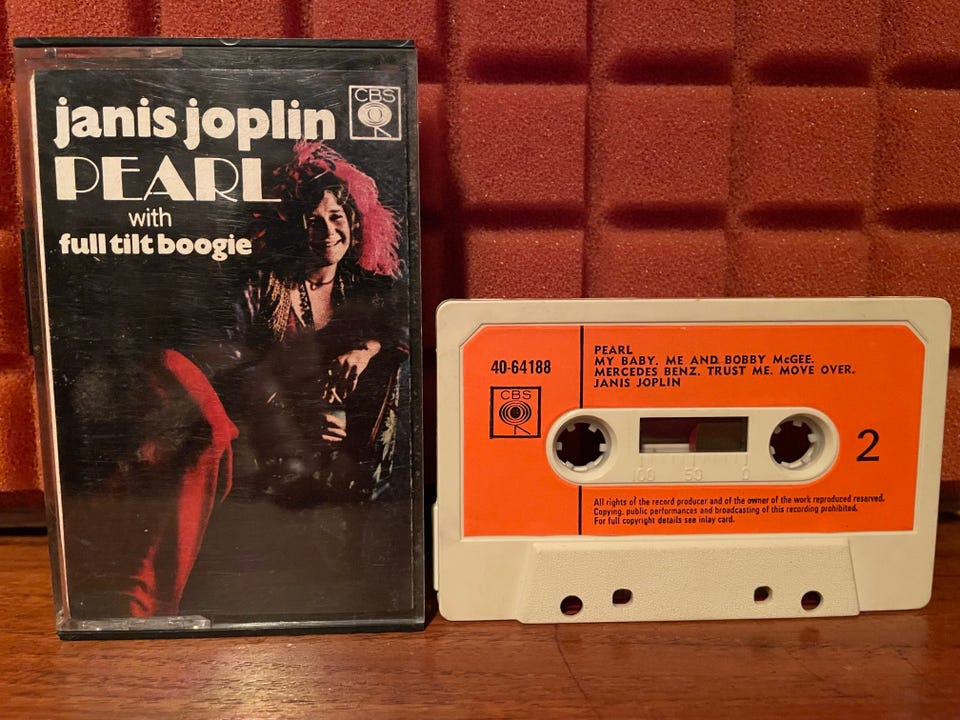 janis joplin
CBS
PEARL
with
full tilt boogie
40-64188
CBS
PEARL
MY BABY. ME AND BOBBY McGEE.
MERCEDES BENZ. TRUST ME. MOVE OVER.
JANIS JOPLIN
2
100 50 0
All rights of the record producer and of the owner of the work reproduced reserved.
Copying, public performances and broadcasting of this recording prohibited.
For full copyright details see inlay card.